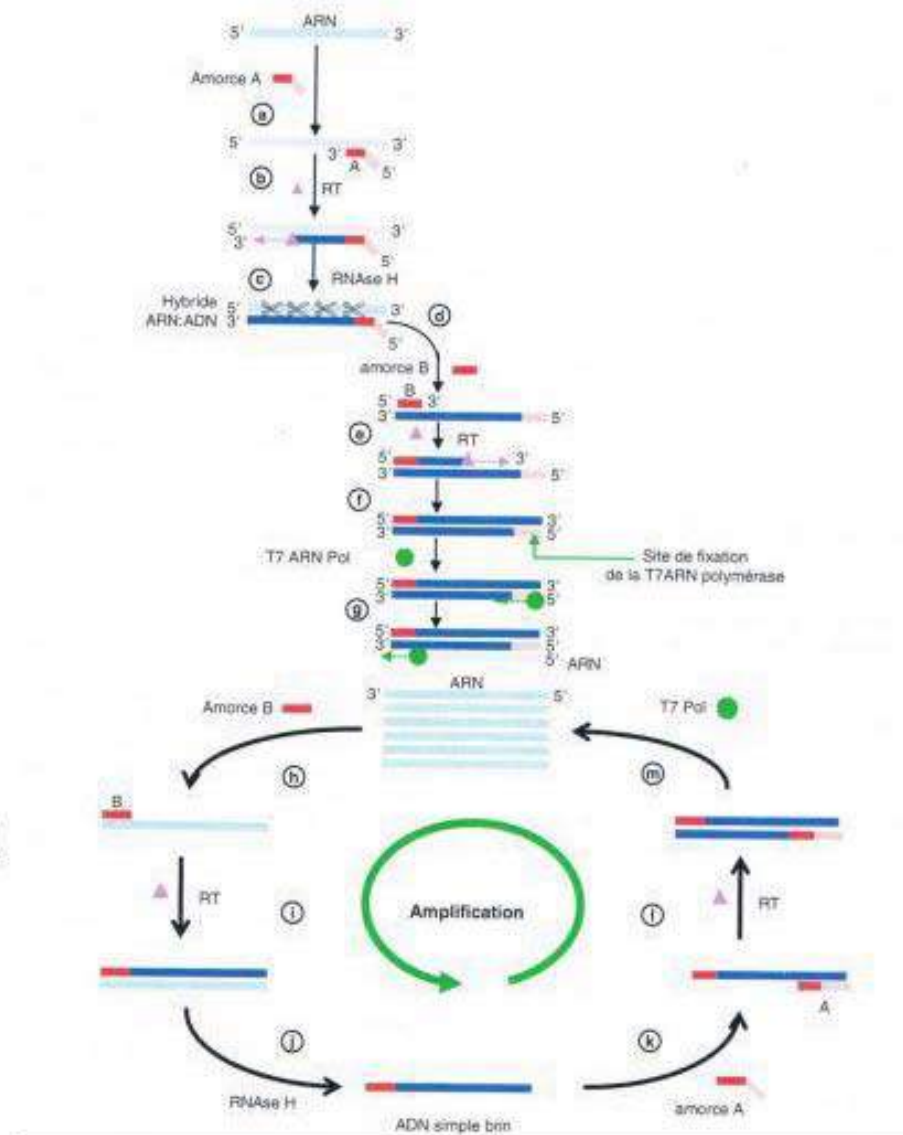 ARN
5' 3'
Amorce A
a
5' 3'
3' A 5'
b RT
5' 3'
3' 5'
c RNAse H
Hybride 5' 3'
ARN:ADN 3' d
5'
amorce B
B
5' 3'
3' 5'
e RT
5' 3'
3' 5'
f
5' 3'
3' 5'
T7 ARN Pol
Site de fixation
de la T7ARN polymérase
5' 3'
3' 5'
g
5' 3'
3' 5'
ARN
ARN
3' 5'
Amorce B
T7 Pol
h m
B
RT
i
Amplification
l
RT
A
j k
RNAse H
amorce A
ADN simple brin